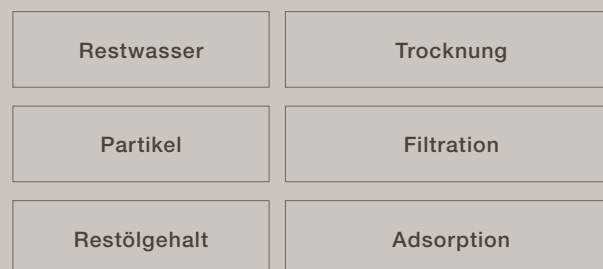 Restwasser Trocknung
Partikel Filtration
Restölgehalt Adsorption